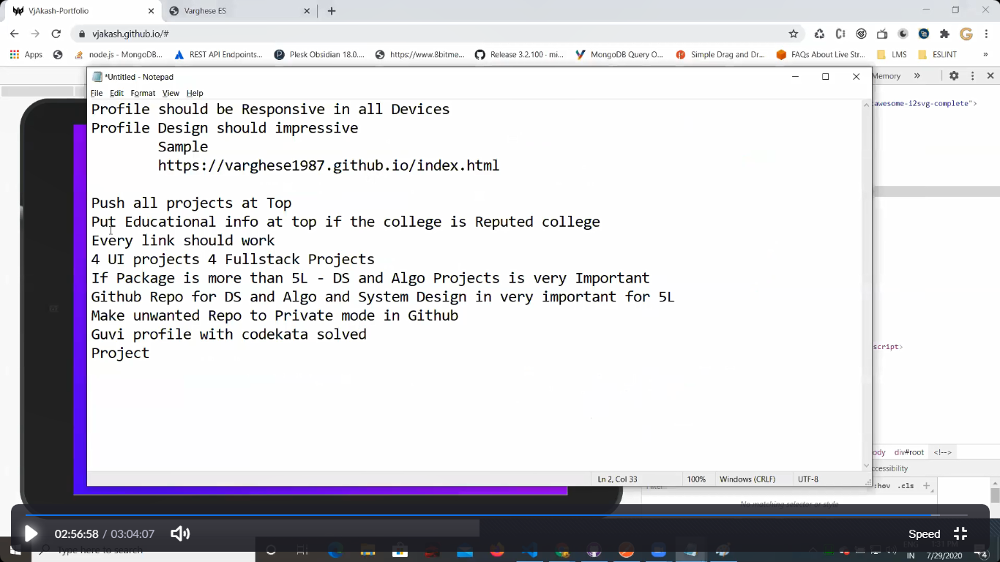 VjAkash-Portfolio
Varghese ES
vjakash.github.io/#
Apps
node.js - MongoDB...
REST API Endpoints...
Plesk Obsidian 18.0....
https://www.8bitme...
Release 3.2.100 · mi...
MongoDB Query O...
Simple Drag and Dr...
FAQs About Live Str...
LMS
ESLINT
»
*Untitled - Notepad
Memory
»
File Edit Format View Help
Profile should be Responsive in all Devices
awesome-i2svg-complete">
Profile Design should impressive
Sample
https://varghese1987.github.io/index.html
Push all projects at Top
Put Educational info at top if the college is Reputed college
Every link should work
4 UI projects 4 Fullstack Projects
If Package is more than 5L - DS and Algo Projects is very Important
Github Repo for DS and Algo and System Design in very important for 5L
Make unwanted Repo to Private mode in Github
Guvi profile with codekata solved
script>
Project
ody div#root <!-->
ccessibility
Ln 2, Col 33
100%
Windows (CRLF)
UTF-8
Filter
:hov .cls +
No matching selector or style
02:56:58 / 03:04:07
Speed
Type here to search
ENG
IN
1:31 PM
7/29/2020
4